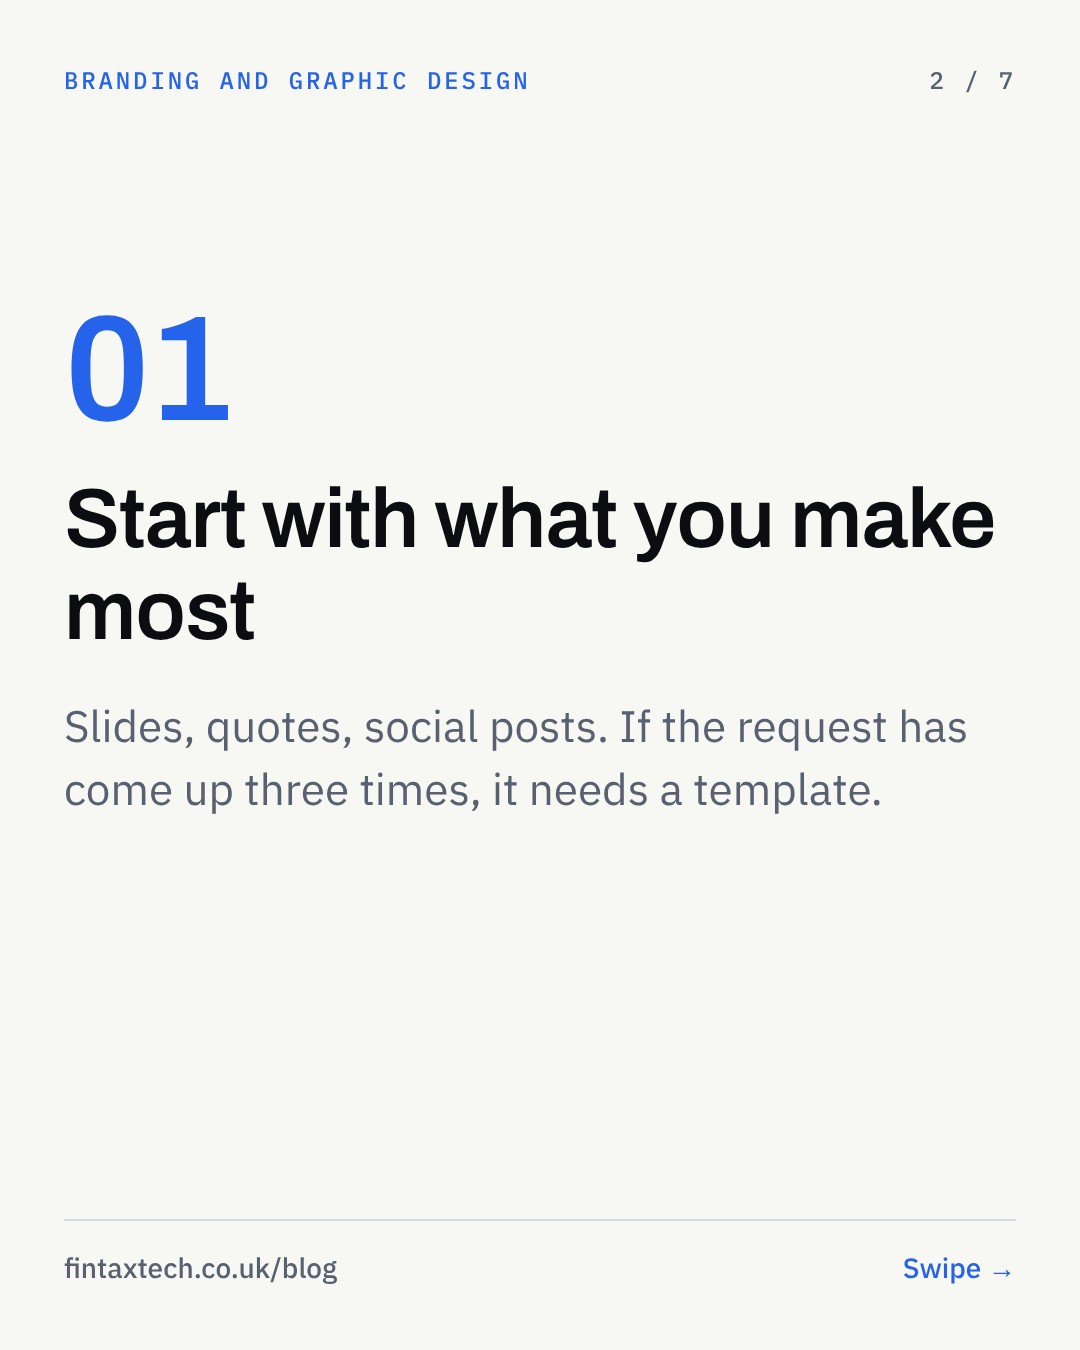 BRANDING AND GRAPHIC DESIGN
2 / 7
01
Start with what you make
most
Slides, quotes, social posts. If the request has
come up three times, it needs a template.
fintaxtech.co.uk/blog
Swipe →